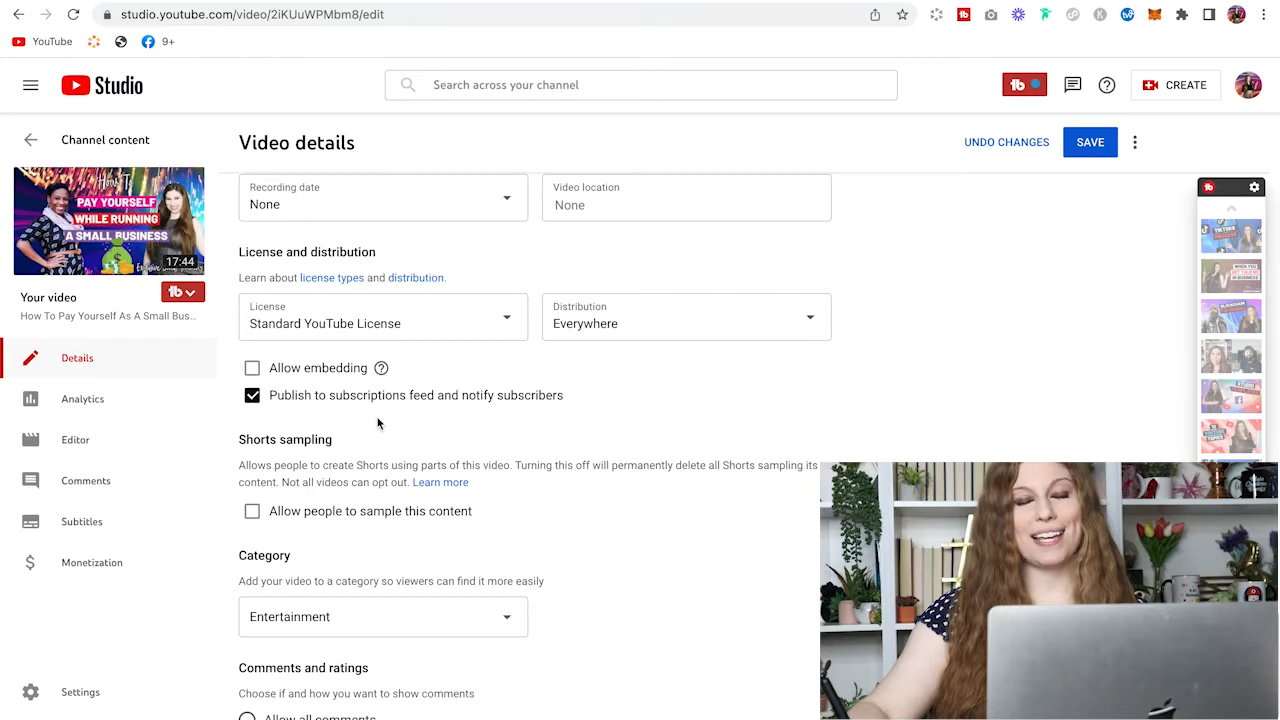 studio.youtube.com/video/2iKUuWPMbm8/edit
YouTube
9+
Studio
Search across your channel
CREATE
Channel content
Video details
UNDO CHANGES
SAVE
How To
PAY YOURSELF
WHILE RUNNING
A SMALL BUSINESS
17:44
Your video
How To Pay Yourself As A Small Bus...
Details
Analytics
Editor
Comments
Subtitles
Monetization
Settings
Recording date
None
Video location
None
License and distribution
Learn about license types and distribution.
License
Standard YouTube License
Distribution
Everywhere
Allow embedding
Publish to subscriptions feed and notify subscribers
Shorts sampling
Allows people to create Shorts using parts of this video. Turning this off will permanently delete all Shorts sampling its
content. Not all videos can opt out. Learn more
Allow people to sample this content
Category
Add your video to a category so viewers can find it more easily
Entertainment
Comments and ratings
Choose if and how you want to show comments
Allow all comments